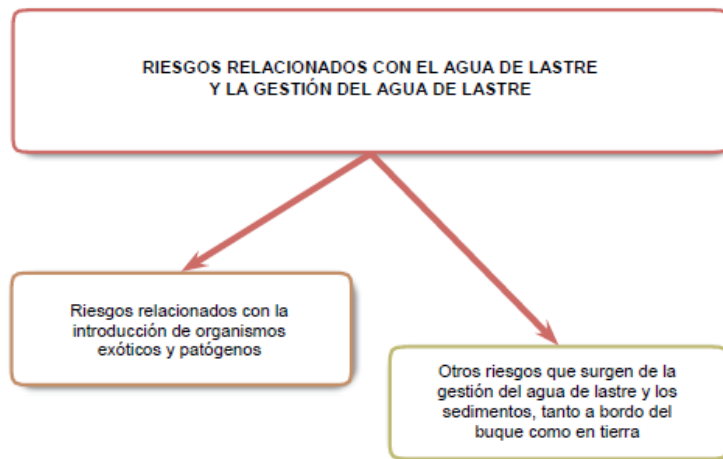 RIESGOS RELACIONADOS CON EL AGUA DE LASTRE
Y LA GESTIÓN DEL AGUA DE LASTRE
Riesgos relacionados con la
introducción de organismos
exóticos y patógenos
Otros riesgos que surgen de la
gestión del agua de lastre y los
sedimentos, tanto a bordo del
buque como en tierra